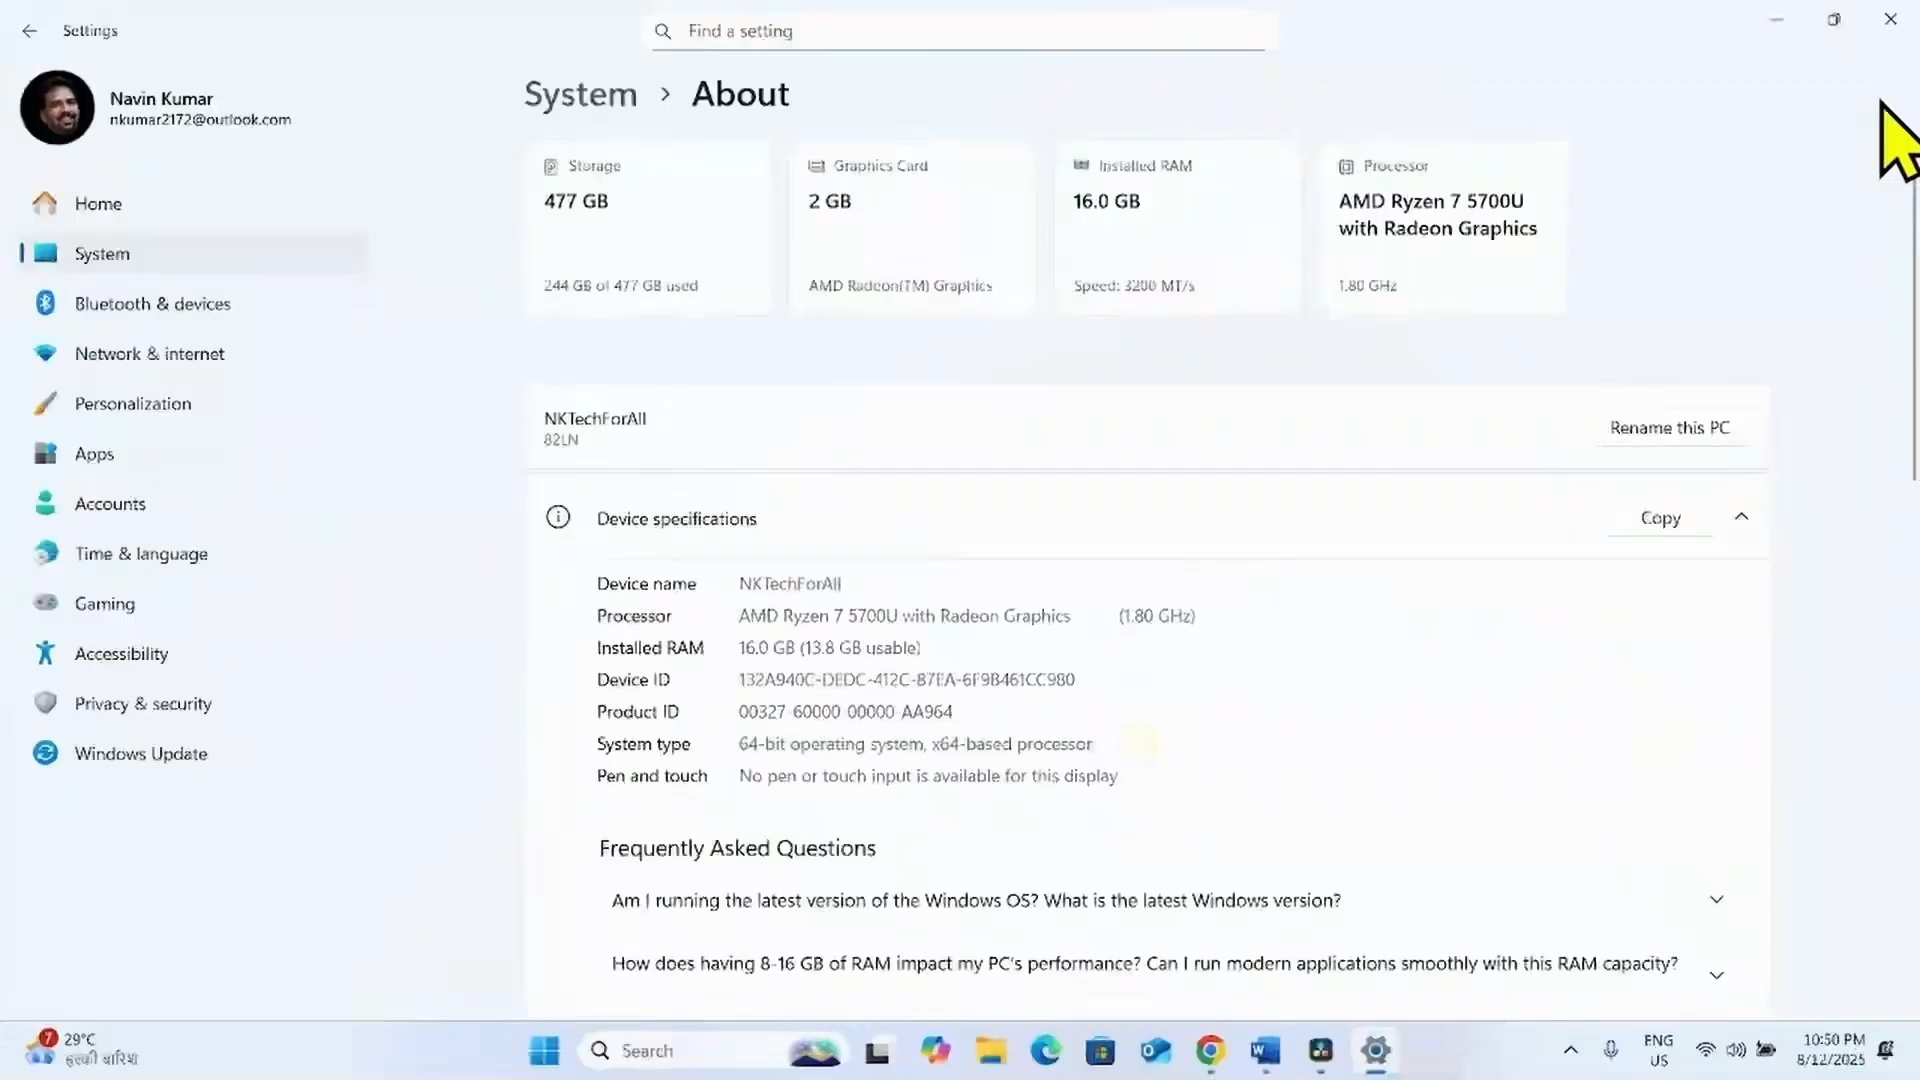 Settings
Find a setting
Navin Kumar
nkumar2172@outlook.com
Home
System
Bluetooth & devices
Network & internet
Personalization
Apps
Accounts
Time & language
Gaming
Accessibility
Privacy & security
Windows Update
System > About
Storage
477 GB
244 GB of 477 GB used
Graphics Card
2 GB
AMD Radeon(TM) Graphics
Installed RAM
16.0 GB
Speed: 3200 MT/s
Processor
AMD Ryzen 7 5700U
with Radeon Graphics
1.80 GHz
NKTechForAll
82LN
Rename this PC
Device specifications
Copy
Device name NKTechForAll
Processor AMD Ryzen 7 5700U with Radeon Graphics (1.80 GHz)
Installed RAM 16.0 GB (13.8 GB usable)
Device ID 132A940C-DEDC-412C-87EA-6F9B461CC980
Product ID 00327-60000-00000-AA964
System type 64-bit operating system, x64-based processor
Pen and touch No pen or touch input is available for this display
Frequently Asked Questions
Am I running the latest version of the Windows OS? What is the latest Windows version?
How does having 8-16 GB of RAM impact my PC's performance? Can I run modern applications smoothly with this RAM capacity?
7
29°C
हल्की बारिश
Search
ENG
US
10:50 PM
8/12/2025